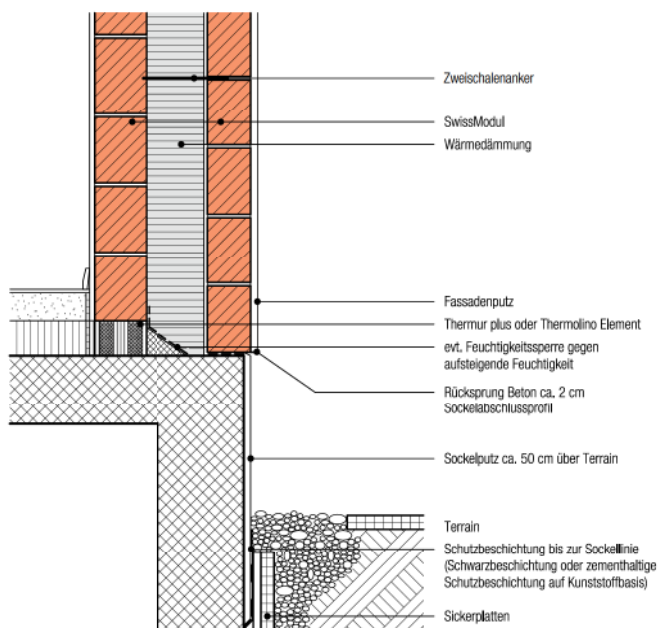 Zweischalenanker
SwissModul
Wärmedämmung
Fassadenputz
Thermur plus oder Thermolino Element
evt. Feuchtigkeitssperre gegen
aufsteigende Feuchtigkeit
Rücksprung Beton ca. 2 cm
Sockelabschlussprofil
Sockelputz ca. 50 cm über Terrain
Terrain
Schutzbeschichtung bis zur Sockellinie
(Schwarzbeschichtung oder zementhaltige
Schutzbeschichtung auf Kunststoffbasis)
Sickerplatten